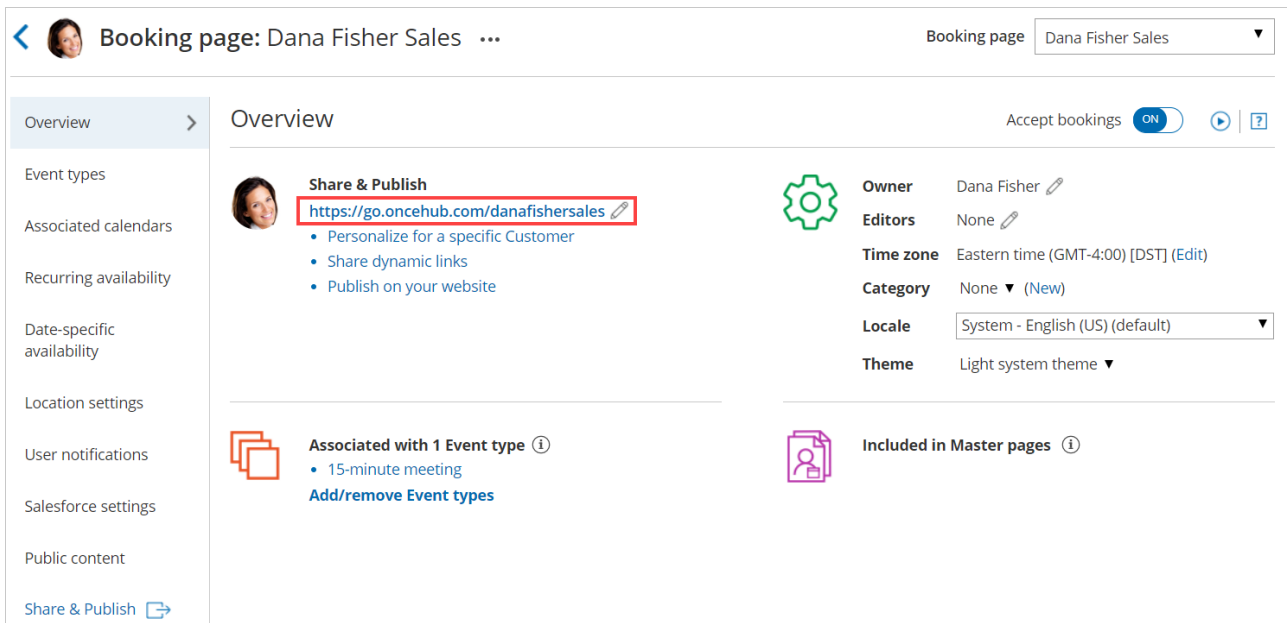 Booking page: Dana Fisher Sales ...
Booking page Dana Fisher Sales
Overview
Event types
Associated calendars
Recurring availability
Date-specific
availability
Location settings
User notifications
Salesforce settings
Public content
Share & Publish
Overview
Accept bookings ON
?
Share & Publish
https://go.oncehub.com/danafishersales
• Personalize for a specific Customer
• Share dynamic links
• Publish on your website
Owner Dana Fisher
Editors None
Time zone Eastern time (GMT-4:00) [DST] (Edit)
Category None (New)
Locale System - English (US) (default)
Theme Light system theme
Associated with 1 Event type i
• 15-minute meeting
Add/remove Event types
Included in Master pages i